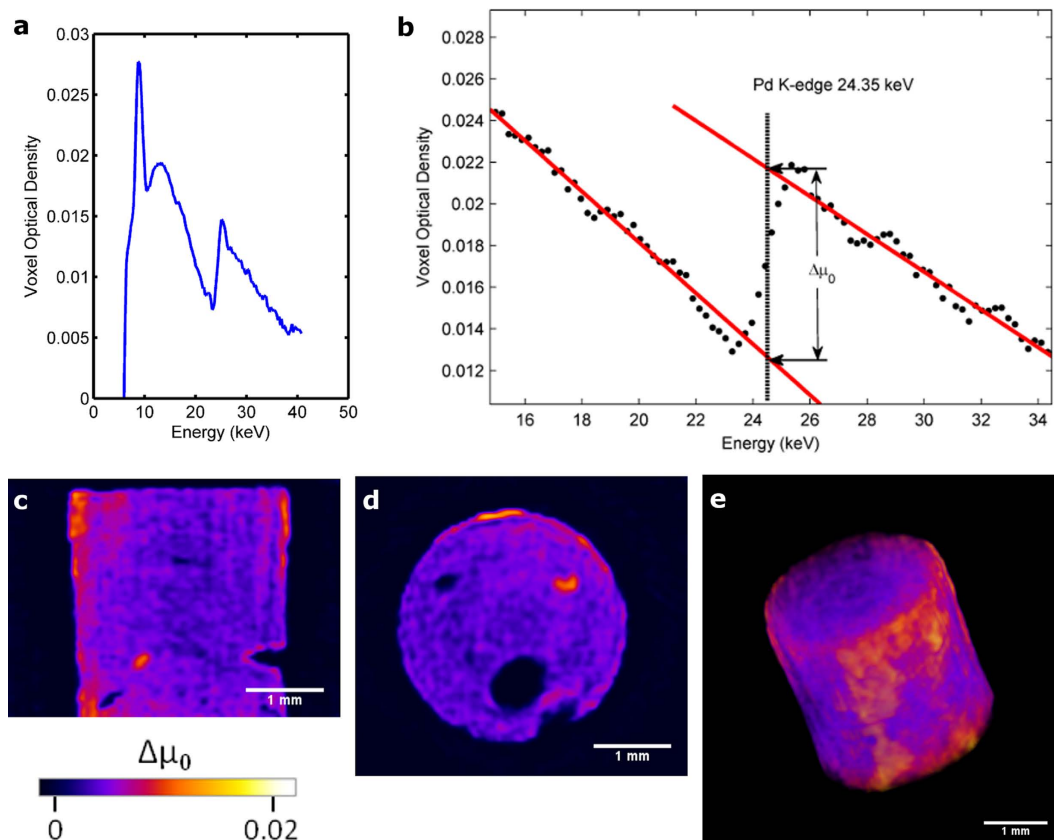 a
0.03
0.025
0.02
0.015
0.01
0.005
0
0 10 20 30 40 50
Energy (keV)
Voxel Optical Density
b
0.028
0.026
0.024
0.022
0.02
0.018
0.016
0.014
0.012
16 18 20 22 24 26 28 30 32 34
Energy (keV)
Voxel Optical Density
Pd K-edge 24.35 keV
Δμ₀
c
1 mm
d
1 mm
e
1 mm
Δμ₀
0 0.02